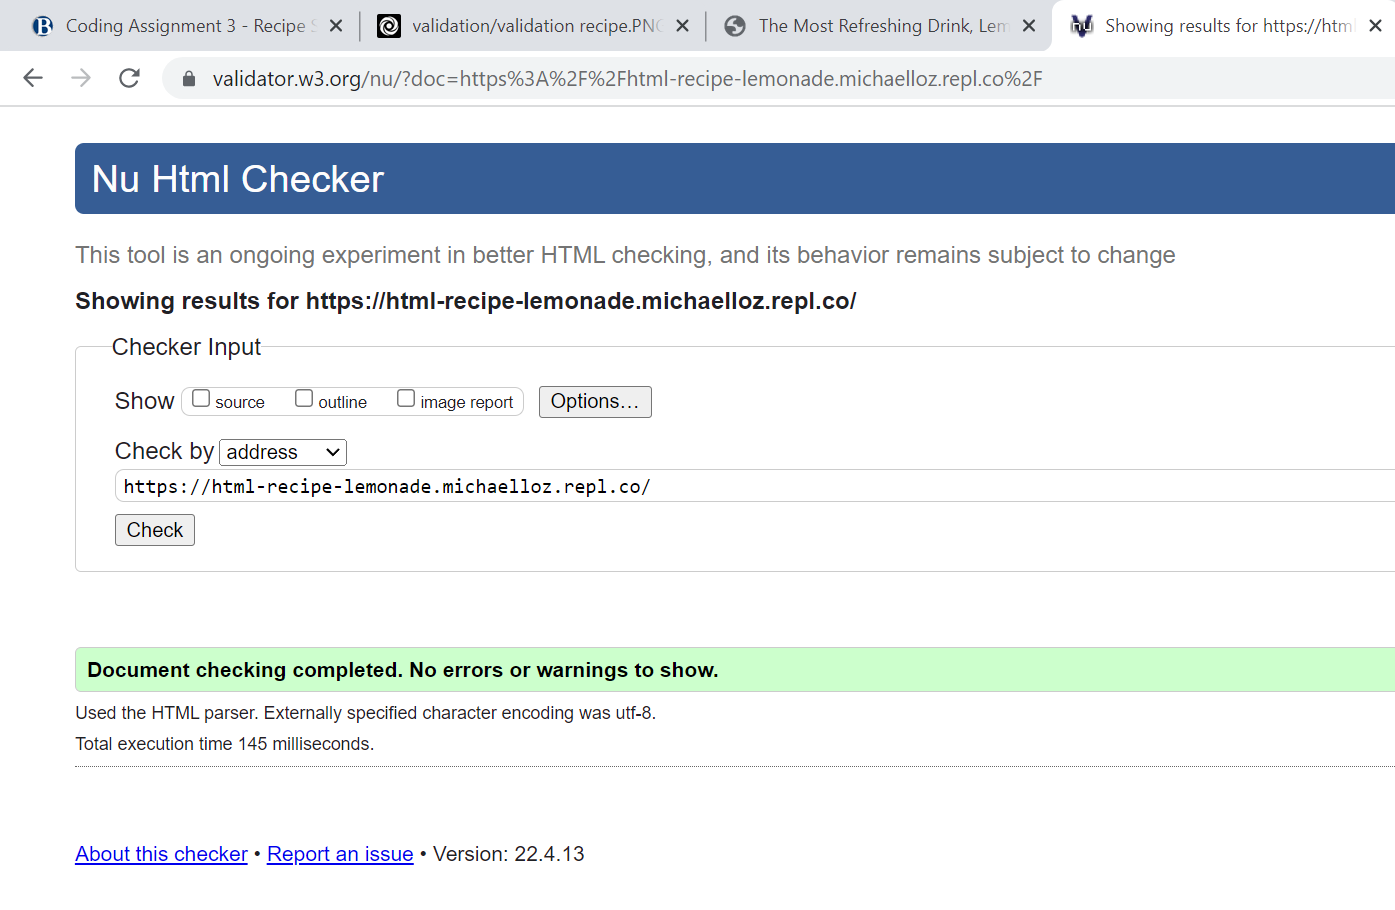 Coding Assignment 3 - Recipe S
validation/validation recipe.PNG
The Most Refreshing Drink, Lem
Showing results for https://html
validator.w3.org/nu/?doc=https%3A%2F%2Fhtml-recipe-lemonade.michaelloz.repl.co%2F
Nu Html Checker
This tool is an ongoing experiment in better HTML checking, and its behavior remains subject to change
Showing results for https://html-recipe-lemonade.michaelloz.repl.co/
Checker Input
Show source outline image report Options...
Check by address
https://html-recipe-lemonade.michaelloz.repl.co/
Check
Document checking completed. No errors or warnings to show.
Used the HTML parser. Externally specified character encoding was utf-8.
Total execution time 145 milliseconds.
About this checker • Report an issue • Version: 22.4.13